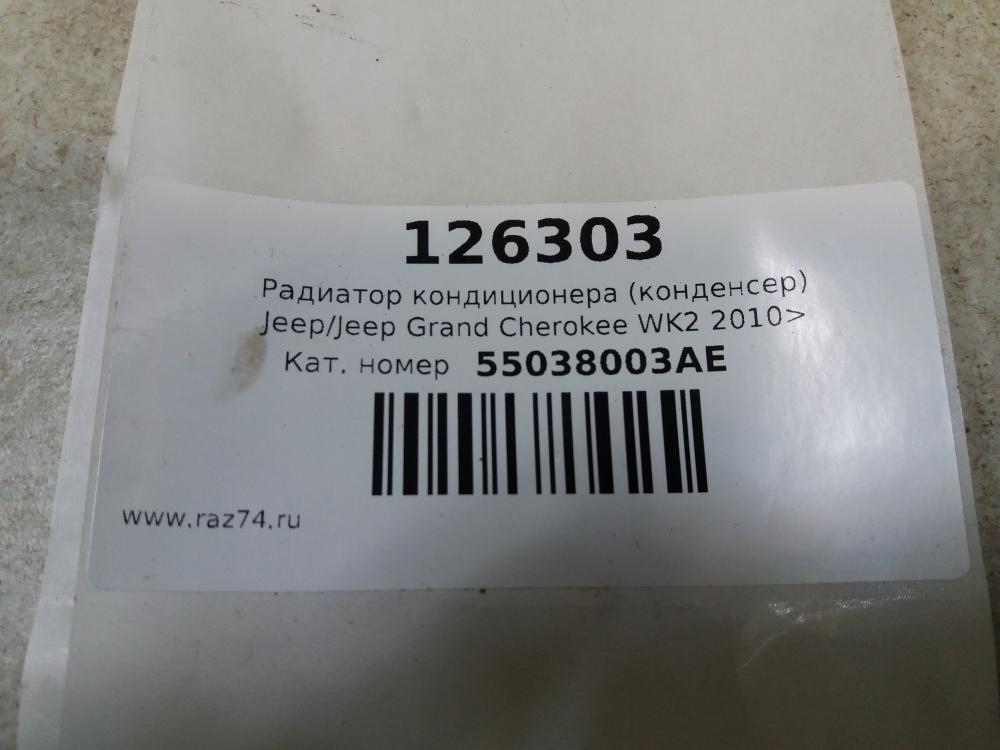 126303
Радиатор кондиционера (конденсер)
Jeep/Jeep Grand Cherokee WK2 2010>
Кат. номер 55038003AE
www.raz74.ru